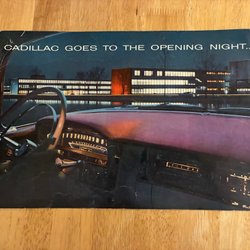 CADILLAC GOES TO THE OPENING NIGHT..